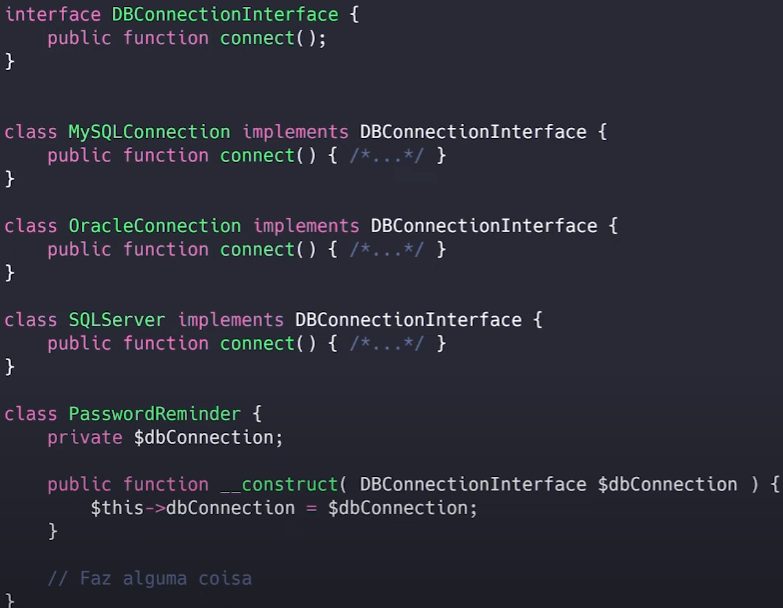 interface DBConnectionInterface {
    public function connect();
}
class MySQLConnection implements DBConnectionInterface {
    public function connect() { /*...*/ }
}
class OracleConnection implements DBConnectionInterface {
    public function connect() { /*...*/ }
}
class SQLServer implements DBConnectionInterface {
    public function connect() { /*...*/ }
}
class PasswordReminder {
    private $dbConnection;
    public function __construct( DBConnectionInterface $dbConnection ) {
        $this->dbConnection = $dbConnection;
    }
    // Faz alguma coisa
}